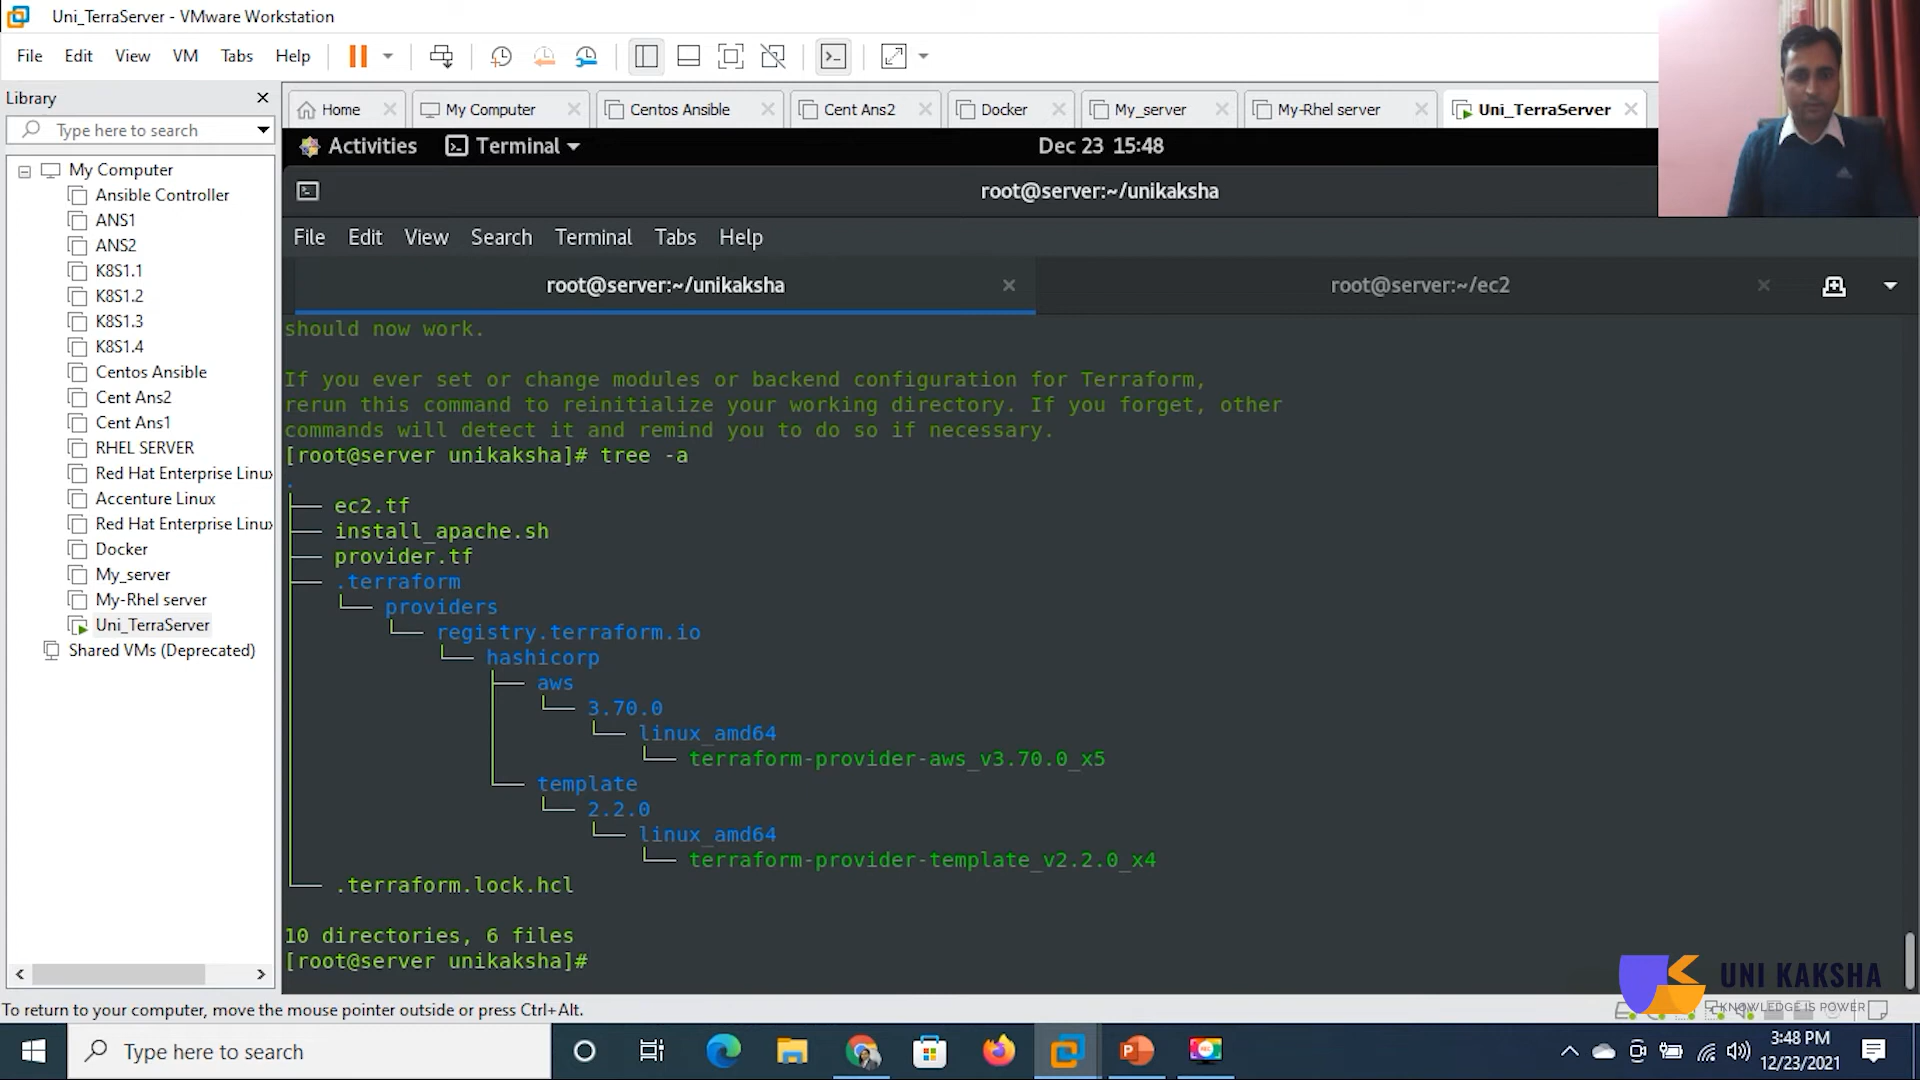 Uni_TerraServer - VMware Workstation
File Edit View VM Tabs Help
Library
Type here to search
Home
My Computer
Centos Ansible
Cent Ans2
Docker
My_server
My-Rhel server
Uni_TerraServer
My Computer
Ansible Controller
ANS1
ANS2
K8S1.1
K8S1.2
K8S1.3
K8S1.4
Centos Ansible
Cent Ans2
Cent Ans1
RHEL SERVER
Red Hat Enterprise Linux
Accenture Linux
Red Hat Enterprise Linux
Docker
My_server
My-Rhel server
Uni_TerraServer
Shared VMs (Deprecated)
Activities Terminal Dec 23 15:48
root@server:~/unikaksha
File Edit View Search Terminal Tabs Help
root@server:~/unikaksha
root@server:~/ec2
should now work.
If you ever set or change modules or backend configuration for Terraform,
rerun this command to reinitialize your working directory. If you forget, other
commands will detect it and remind you to do so if necessary.
[root@server unikaksha]# tree -a
.
├── ec2.tf
├── install_apache.sh
├── provider.tf
├── .terraform
│   └── providers
│       └── registry.terraform.io
│           └── hashicorp
│               ├── aws
│               │   └── 3.70.0
│               │       └── linux_amd64
│               │           └── terraform-provider-aws_v3.70.0_x5
│               └── template
│                   └── 2.2.0
│                       └── linux_amd64
│                           └── terraform-provider-template_v2.2.0_x4
└── .terraform.lock.hcl
10 directories, 6 files
[root@server unikaksha]#
UNI KAKSHA
KNOWLEDGE IS POWER
To return to your computer, move the mouse pointer outside or press Ctrl+Alt.
Type here to search
3:48 PM
12/23/2021